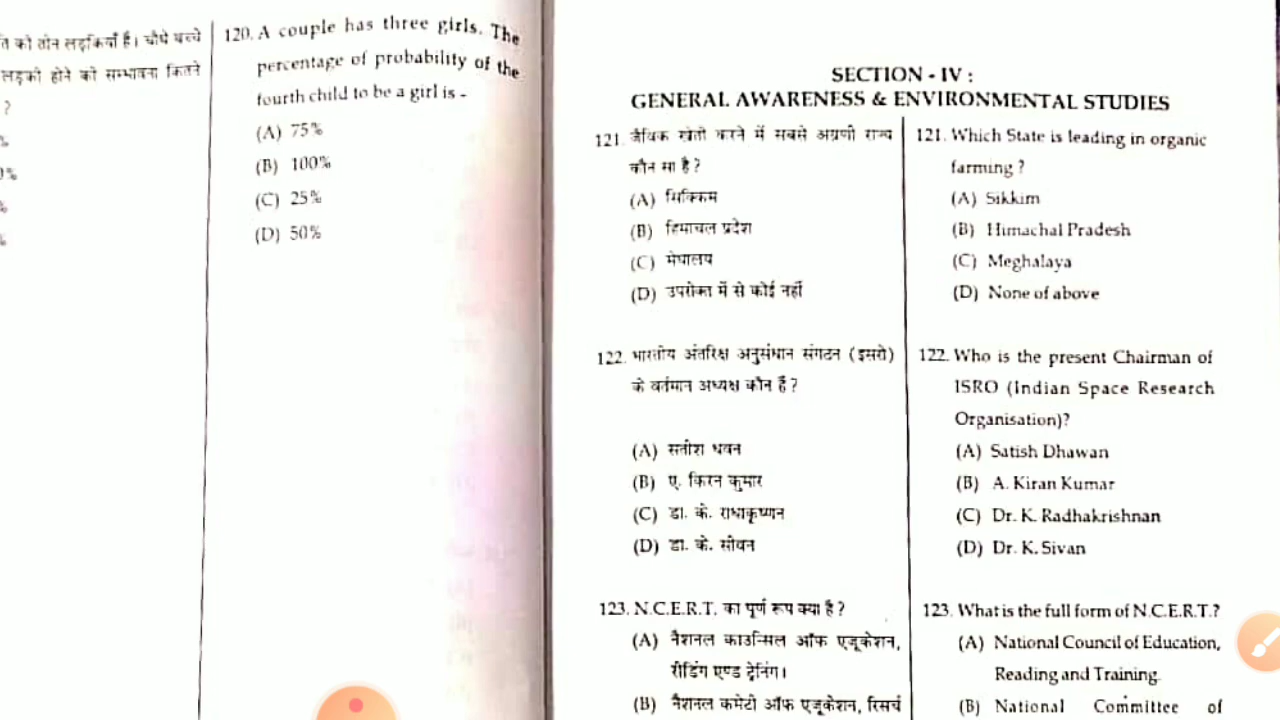 को तीन लड़कियाँ हैं। चौथे बच्चे
लड़की होने की सम्भावना कितने
?
%
0%
%
%
120. A couple has three girls. The
percentage of probability of the
fourth child to be a girl is -
(A) 75%
(B) 100%
(C) 25%
(D) 50%
SECTION - IV :
GENERAL AWARENESS & ENVIRONMENTAL STUDIES
121. जैविक खेती करने में सबसे अग्रणी राज्य
कौन सा है ?
(A) सिक्किम
(B) हिमाचल प्रदेश
(C) मेघालय
(D) उपरोक्त में से कोई नहीं
122. भारतीय अंतरिक्ष अनुसंधान संगठन (इसरो)
के वर्तमान अध्यक्ष कौन हैं ?
(A) सतीश धवन
(B) ए. किरन कुमार
(C) डा. के. राधाकृष्णन
(D) डा. के. सीवन
123. N.C.E.R.T. का पूर्ण रूप क्या है ?
(A) नैशनल काउन्सिल ऑफ एजूकेशन,
रीडिंग एण्ड ट्रेनिंग।
(B) नैशनल कमेटी ऑफ एजूकेशन, रिसर्च
121. Which State is leading in organic
farming ?
(A) Sikkim
(B) Himachal Pradesh
(C) Meghalaya
(D) None of above
122. Who is the present Chairman of
ISRO (Indian Space Research
Organisation)?
(A) Satish Dhawan
(B) A. Kiran Kumar
(C) Dr. K. Radhakrishnan
(D) Dr. K. Sivan
123. What is the full form of N.C.E.R.T.?
(A) National Council of Education,
Reading and Training.
(B) National Committee of